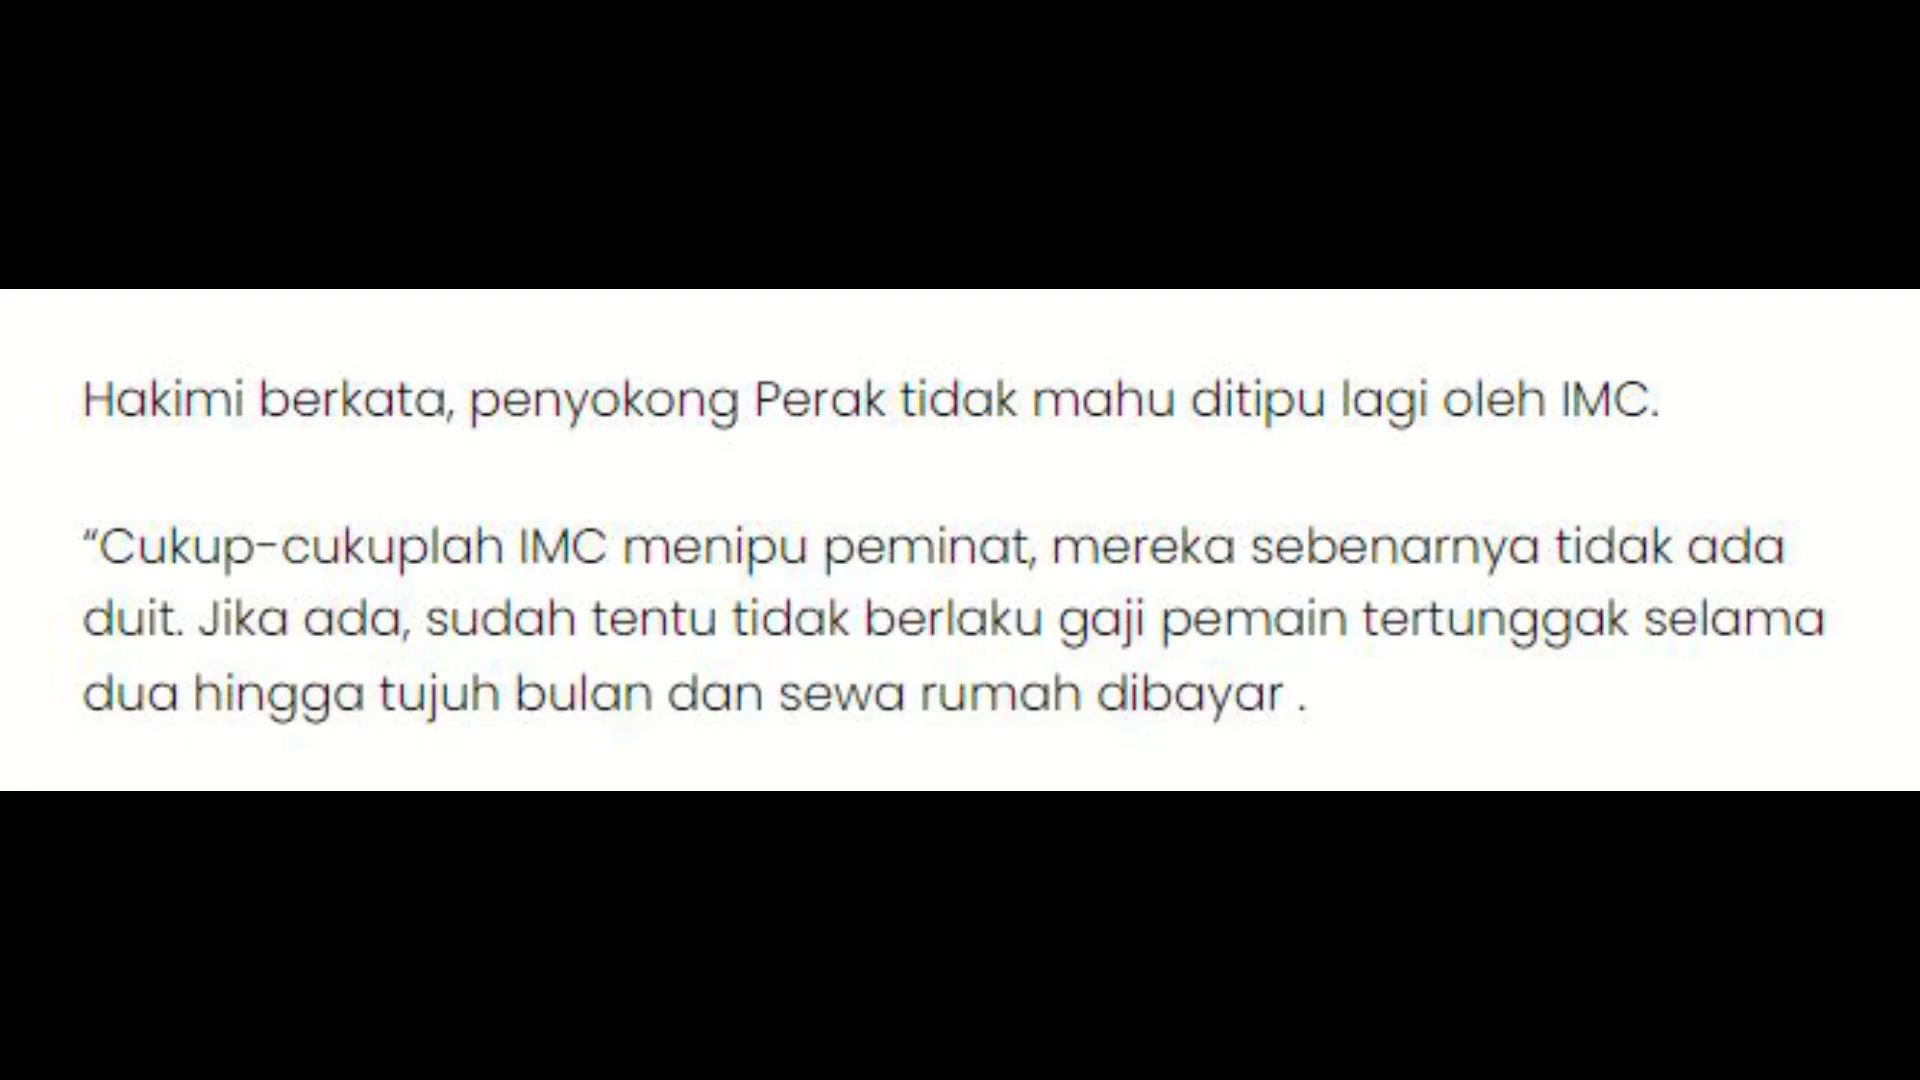 Hakimi berkata, penyokong Perak tidak mahu ditipu lagi oleh IMC.
“Cukup-cukuplah IMC menipu peminat, mereka sebenarnya tidak ada
duit. Jika ada, sudah tentu tidak berlaku gaji pemain tertunggak selama
dua hingga tujuh bulan dan sewa rumah dibayar .